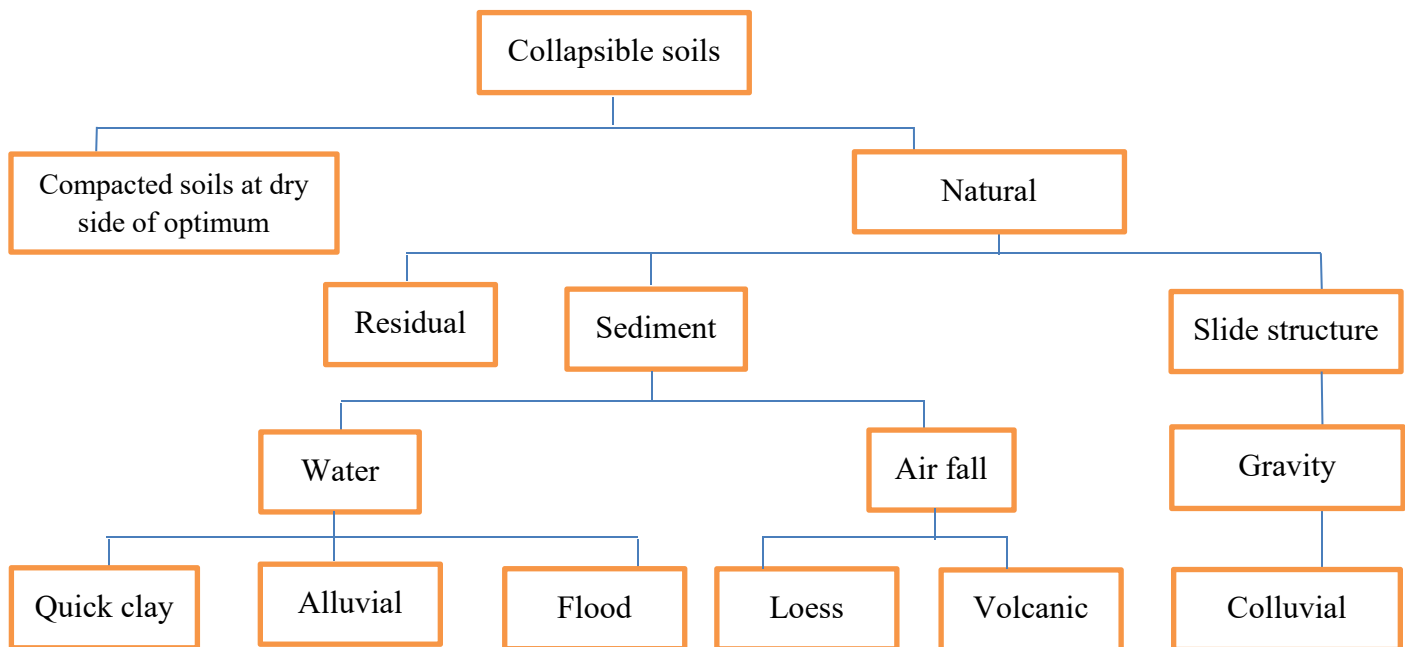 Collapsible soils
Compacted soils at dry
side of optimum
Natural
Residual
Sediment
Slide structure
Water
Air fall
Gravity
Quick clay
Alluvial
Flood
Loess
Volcanic
Colluvial